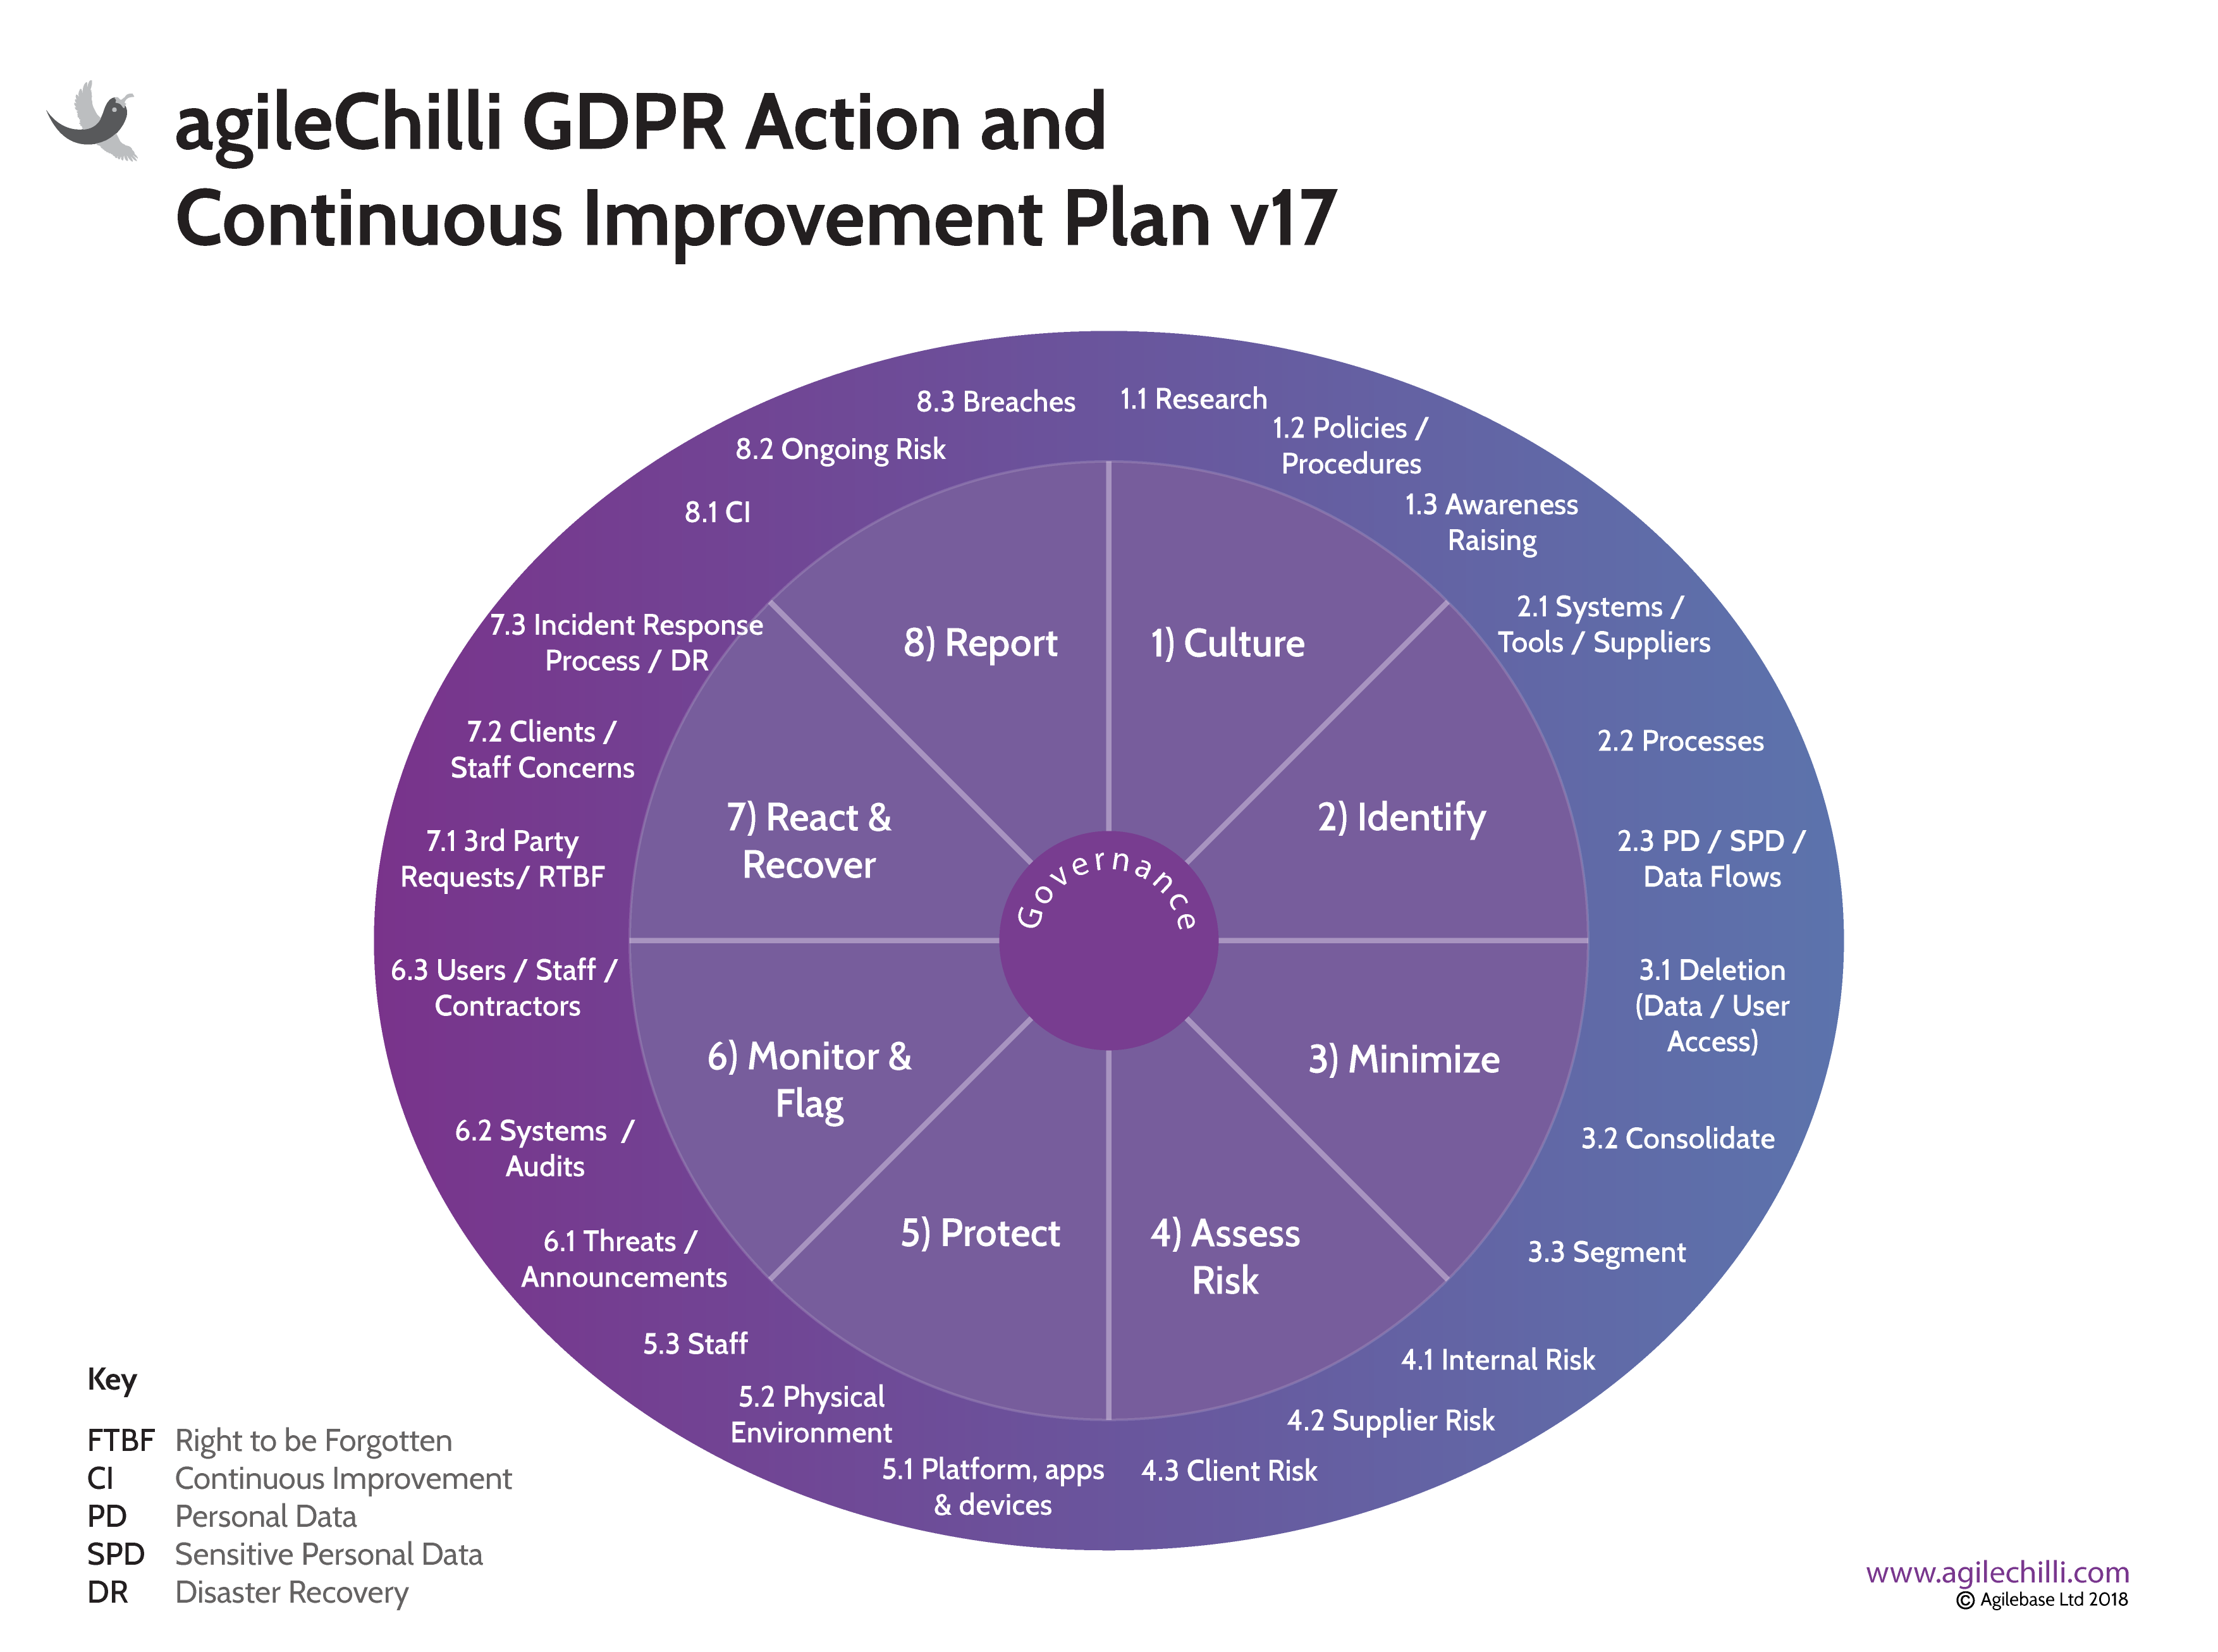 agileChilli GDPR Action and
Continuous Improvement Plan v17
8.3 Breaches
1.1 Research
1.2 Policies /
Procedures
8.2 Ongoing Risk
1.3 Awareness
Raising
8.1 CI
2.1 Systems /
Tools / Suppliers
7.3 Incident Response
Process / DR
8) Report
1) Culture
7.2 Clients /
Staff Concerns
2.2 Processes
7) React &
Recover
2) Identify
7.1 3rd Party
Requests/ RTBF
2.3 PD / SPD /
Data Flows
Governance
6.3 Users / Staff /
Contractors
3.1 Deletion
(Data / User
Access)
6) Monitor &
Flag
3) Minimize
6.2 Systems /
Audits
3.2 Consolidate
5) Protect
4) Assess
Risk
6.1 Threats /
Announcements
3.3 Segment
5.3 Staff
4.1 Internal Risk
5.2 Physical
Environment
4.2 Supplier Risk
5.1 Platform, apps
& devices
4.3 Client Risk
Key
FTBF Right to be Forgotten
CI Continuous Improvement
PD Personal Data
SPD Sensitive Personal Data
DR Disaster Recovery
www.agilechilli.com
© Agilebase Ltd 2018